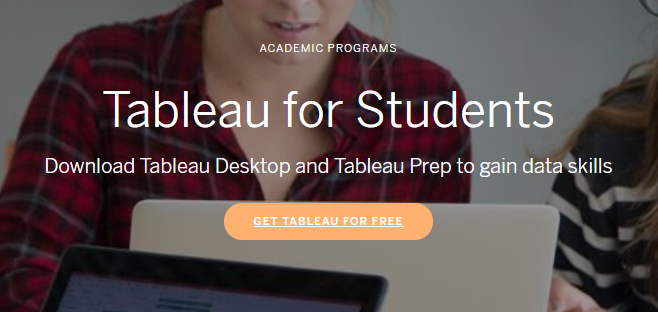 ACADEMIC PROGRAMS
Tableau for Students
Download Tableau Desktop and Tableau Prep to gain data skills
GET TABLEAU FOR FREE